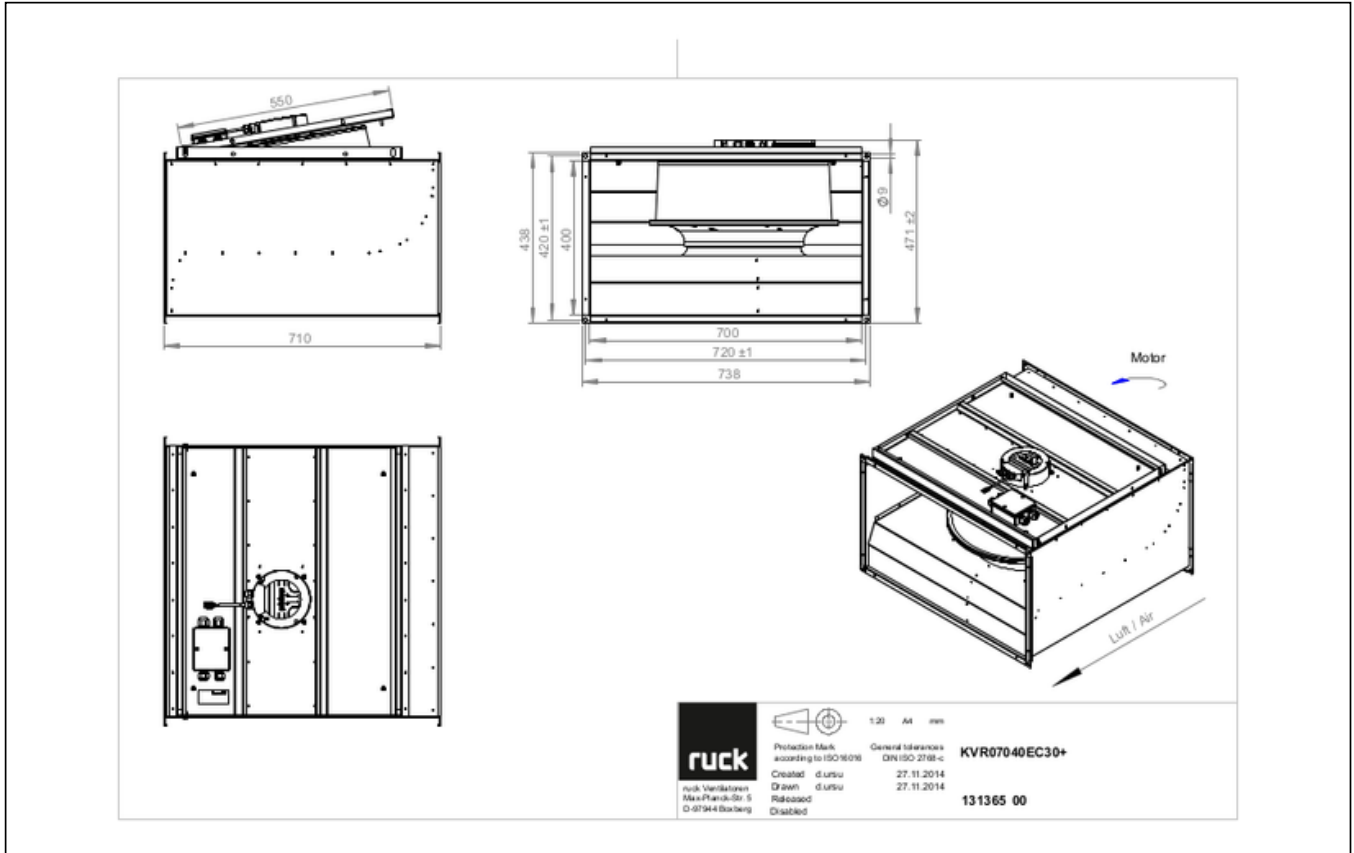 550
710
438
420 ±1
400
Ø9
471 ±2
700
720 ±1
738
Motor
Luft / Air
ruck
ruck Ventilatoren
Max-Planck-Str. 5
D-97944 Boxberg
1:20 A4 mm
Protection Mark
according to ISO16016
General tolerances
DIN ISO 2768-c
Created d.ursu 27.11.2014
Drawn d.ursu 27.11.2014
Released
Disabled
KVR07040EC30+
131365 00